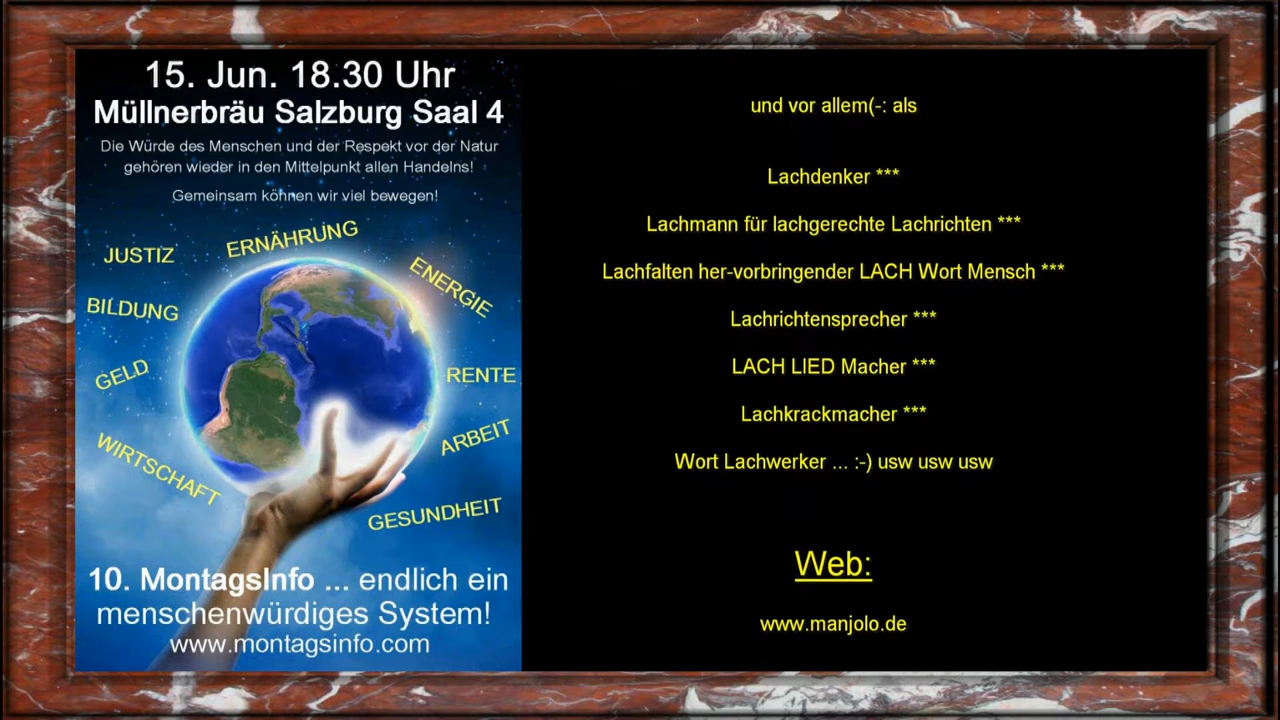 15. Jun. 18.30 Uhr
Müllnerbräu Salzburg Saal 4
Die Würde des Menschen und der Respekt vor der Natur
gehören wieder in den Mittelpunkt allen Handelns!
Gemeinsam können wir viel bewegen!
JUSTIZ
ERNÄHRUNG
ENERGIE
BILDUNG
GELD
RENTE
WIRTSCHAFT
ARBEIT
GESUNDHEIT
10. MontagsInfo ... endlich ein
menschenwürdiges System!
www.montagsinfo.com
und vor allem(-: als
Lachdenker ***
Lachmann für lachgerechte Lachrichten ***
Lachfalten her-vorbringender LACH Wort Mensch ***
Lachrichtensprecher ***
LACH LIED Macher ***
Lachkrackmacher ***
Wort Lachwerker ... :-) usw usw usw
Web:
www.manjolo.de